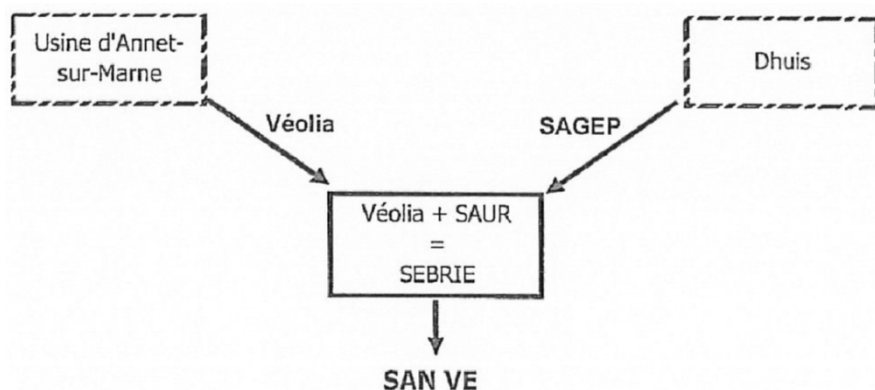 Usine d'Annet-
sur-Marne
Dhuis
Véolia
SAGEP
Véolia + SAUR
=
SEBRIE
SAN VE